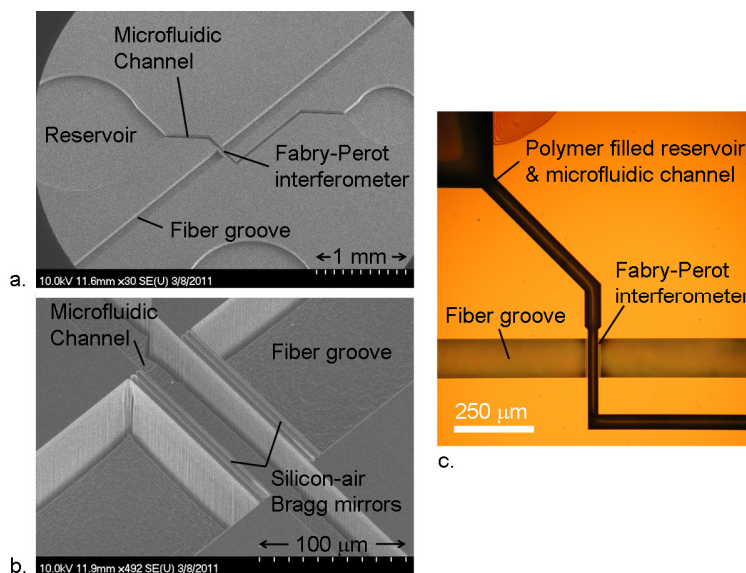 Microfluidic
Channel
Reservoir
Fabry-Perot
interferometer
Fiber groove
1 mm
10.0kV 11.6mm x30 SE(U) 3/8/2011
a.
Microfluidic
Channel
Fiber groove
Silicon-air
Bragg mirrors
100 μm
10.0kV 11.9mm x492 SE(U) 3/8/2011
b.
Polymer filled reservoir
& microfluidic channel
Fabry-Perot
interferometer
Fiber groove
250 μm
c.